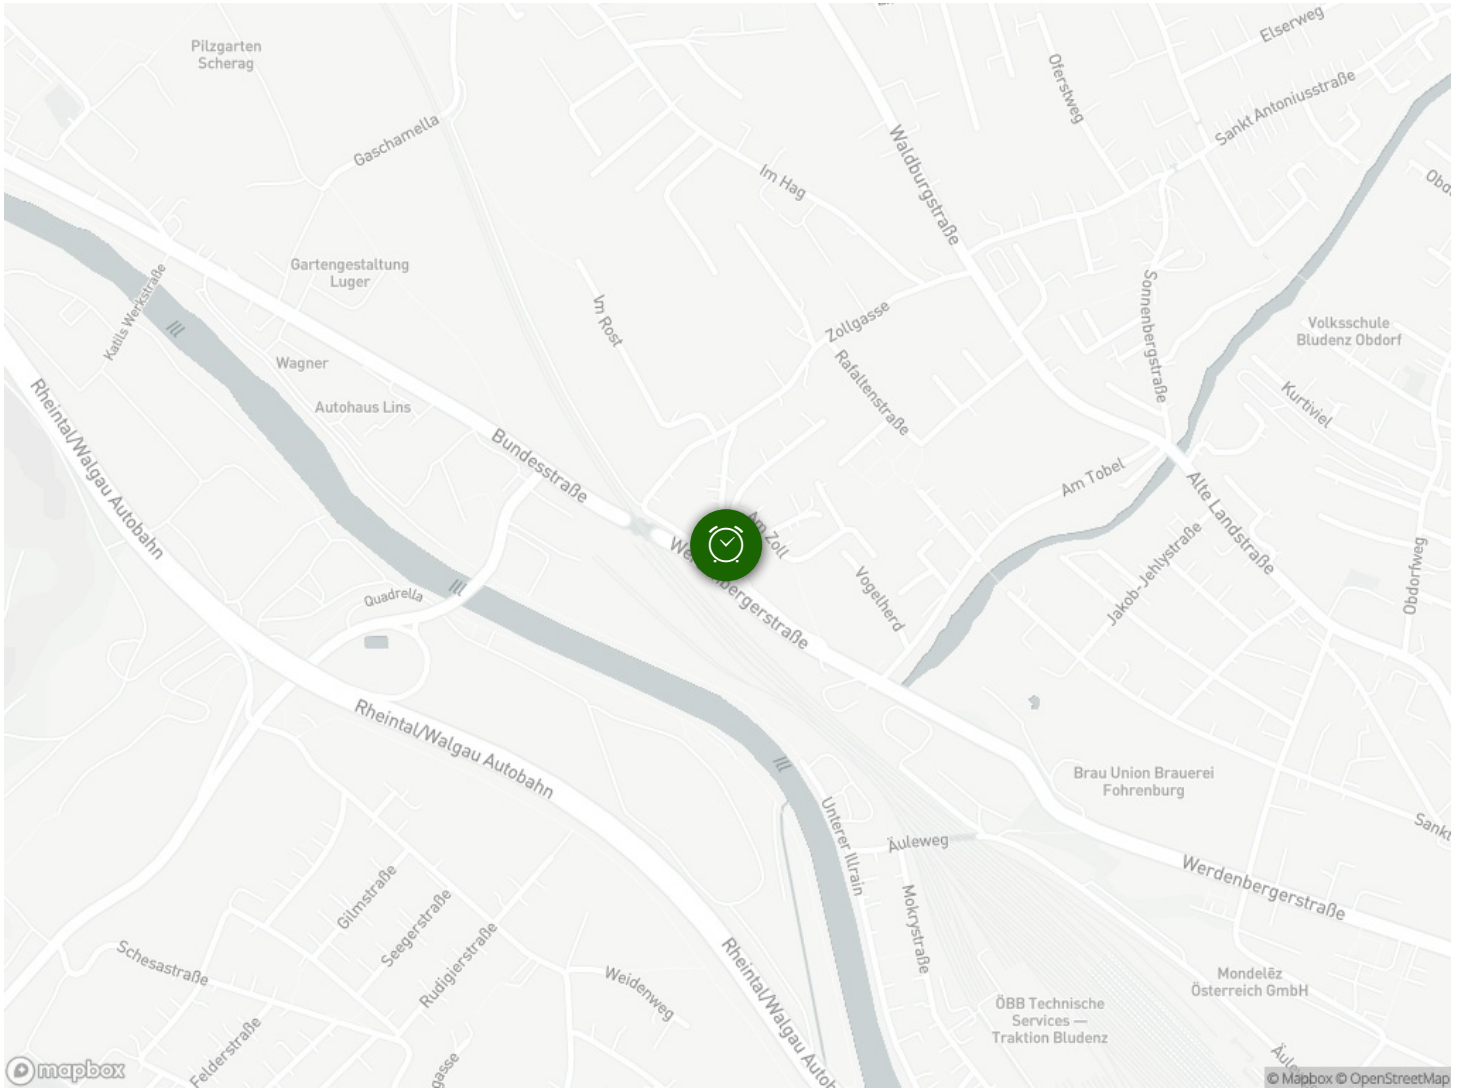 Elserweg
Pilzgarten
Scherag
Oferstweg
Sankt Antoniusstraße
Gaschamella
Waldburgstraße
Im Hag
Gartengestaltung
Luger
Katils Werkstraße
Ill
Im Rost
Zollgasse
Sonnenbergstraße
Volksschule
Bludenz Obdorf
Wagner
Rafaltenstraße
Kurtiviel
Autohaus Lins
Rheintal/Walgau Autobahn
Bundesstraße
Am Tobel
Alte Landstraße
Am Zoll
Jakob-Jehlystraße
Obdorfweg
Werdenbergerstraße
Vogelherd
Quadrella
Ill
Rheintal/Walgau Autobahn
Ill
Brau Union Brauerei
Fohrenburg
Unterer Illrain
Äuleweg
Sankt
Werdenbergerstraße
Gilmstraße
Seegerstraße
Rudigierstraße
Mokrystraße
Schesastraße
Weidenweg
Rheintal/Walgau Autob
Mondelēz
Österreich GmbH
ÖBB Technische
Services —
Traktion Bludenz
Felderstraße
gasse
mapbox
© Mapbox © OpenStreetMap